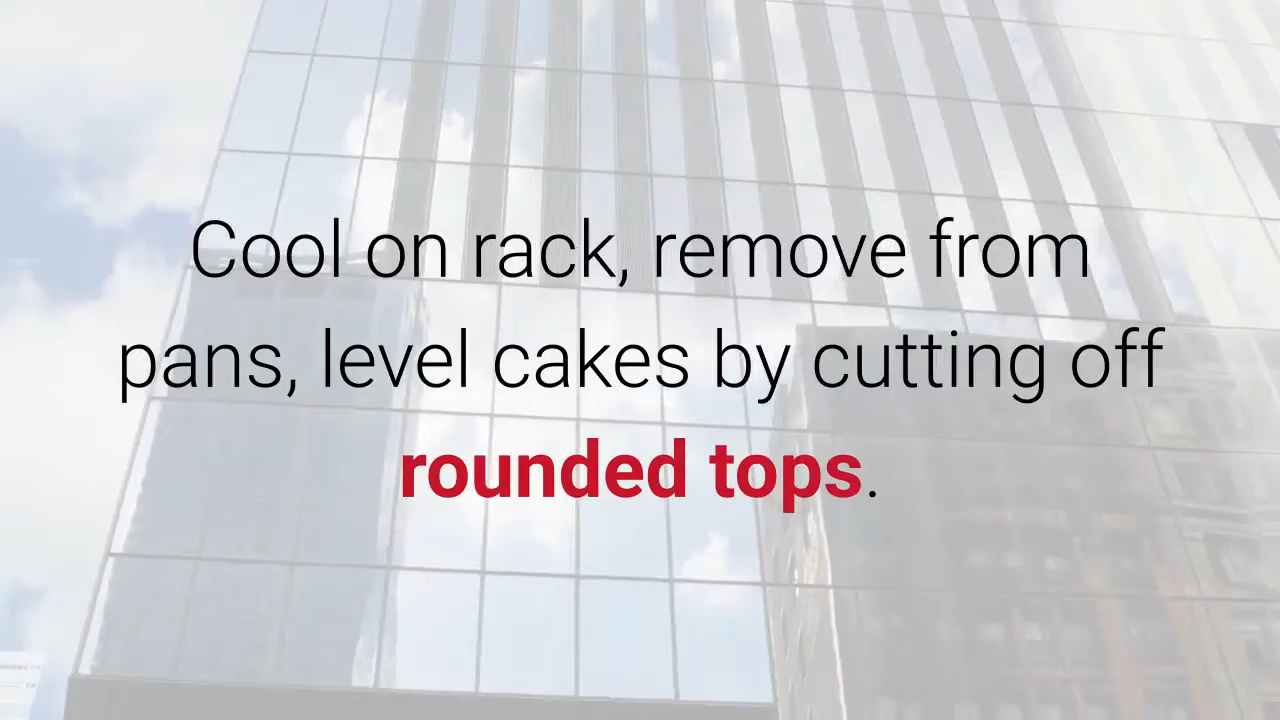 Cool on rack, remove from
pans, level cakes by cutting off
rounded tops.